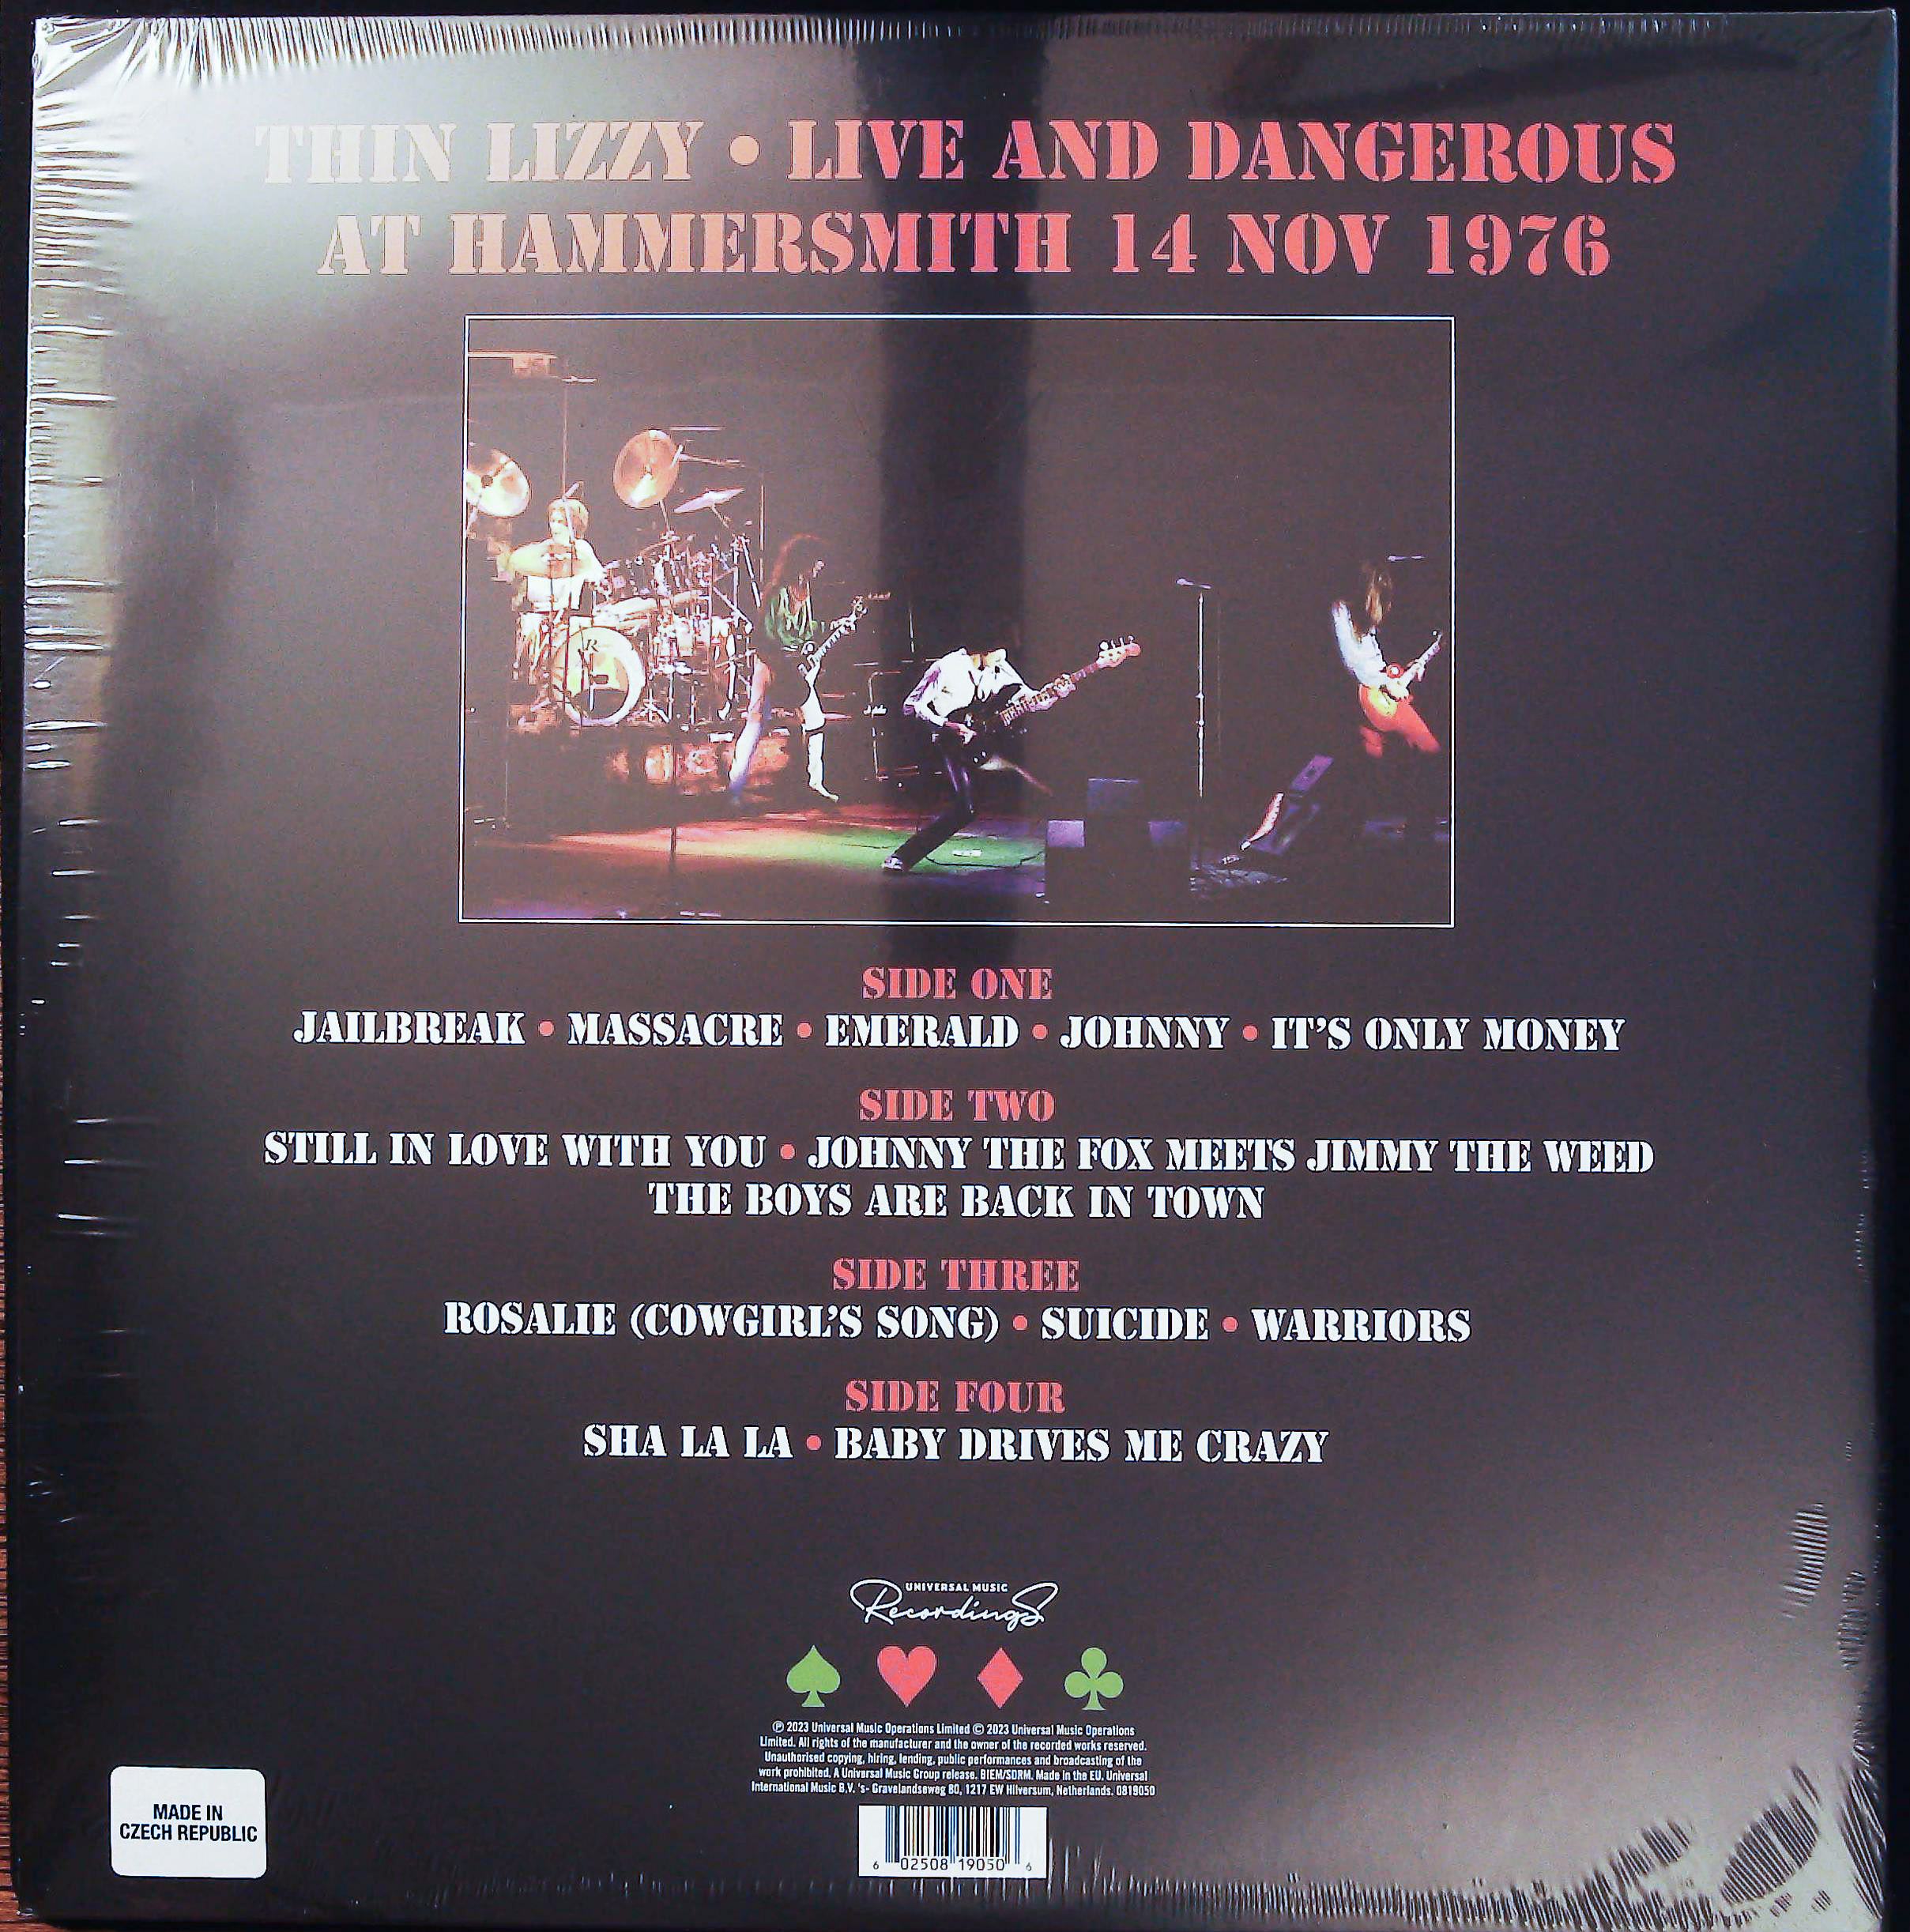 THIN LIZZY • LIVE AND DANGEROUS
AT HAMMERSMITH 14 NOV 1976
R
SIDE ONE
JAILBREAK • MASSACRE • EMERALD • JOHNNY • IT'S ONLY MONEY
SIDE TWO
STILL IN LOVE WITH YOU • JOHNNY THE FOX MEETS JIMMY THE WEED
THE BOYS ARE BACK IN TOWN
SIDE THREE
ROSALIE (COWGIRL'S SONG) • SUICIDE • WARRIORS
SIDE FOUR
SHA LA LA • BABY DRIVES ME CRAZY
UNIVERSAL MUSIC
Recordings
℗ 2023 Universal Music Operations Limited © 2023 Universal Music Operations
Limited. All rights of the manufacturer and the owner of the recorded works reserved.
Unauthorised copying, hiring, lending, public performances and broadcasting of the
work prohibited. A Universal Music Group release. BIEM/SDRM. Made in the EU. Universal
International Music B.V. 's- Gravelandseweg 80, 1217 EW Hilversum, Netherlands. 0819050
MADE IN
CZECH REPUBLIC
6 02508 19050 6